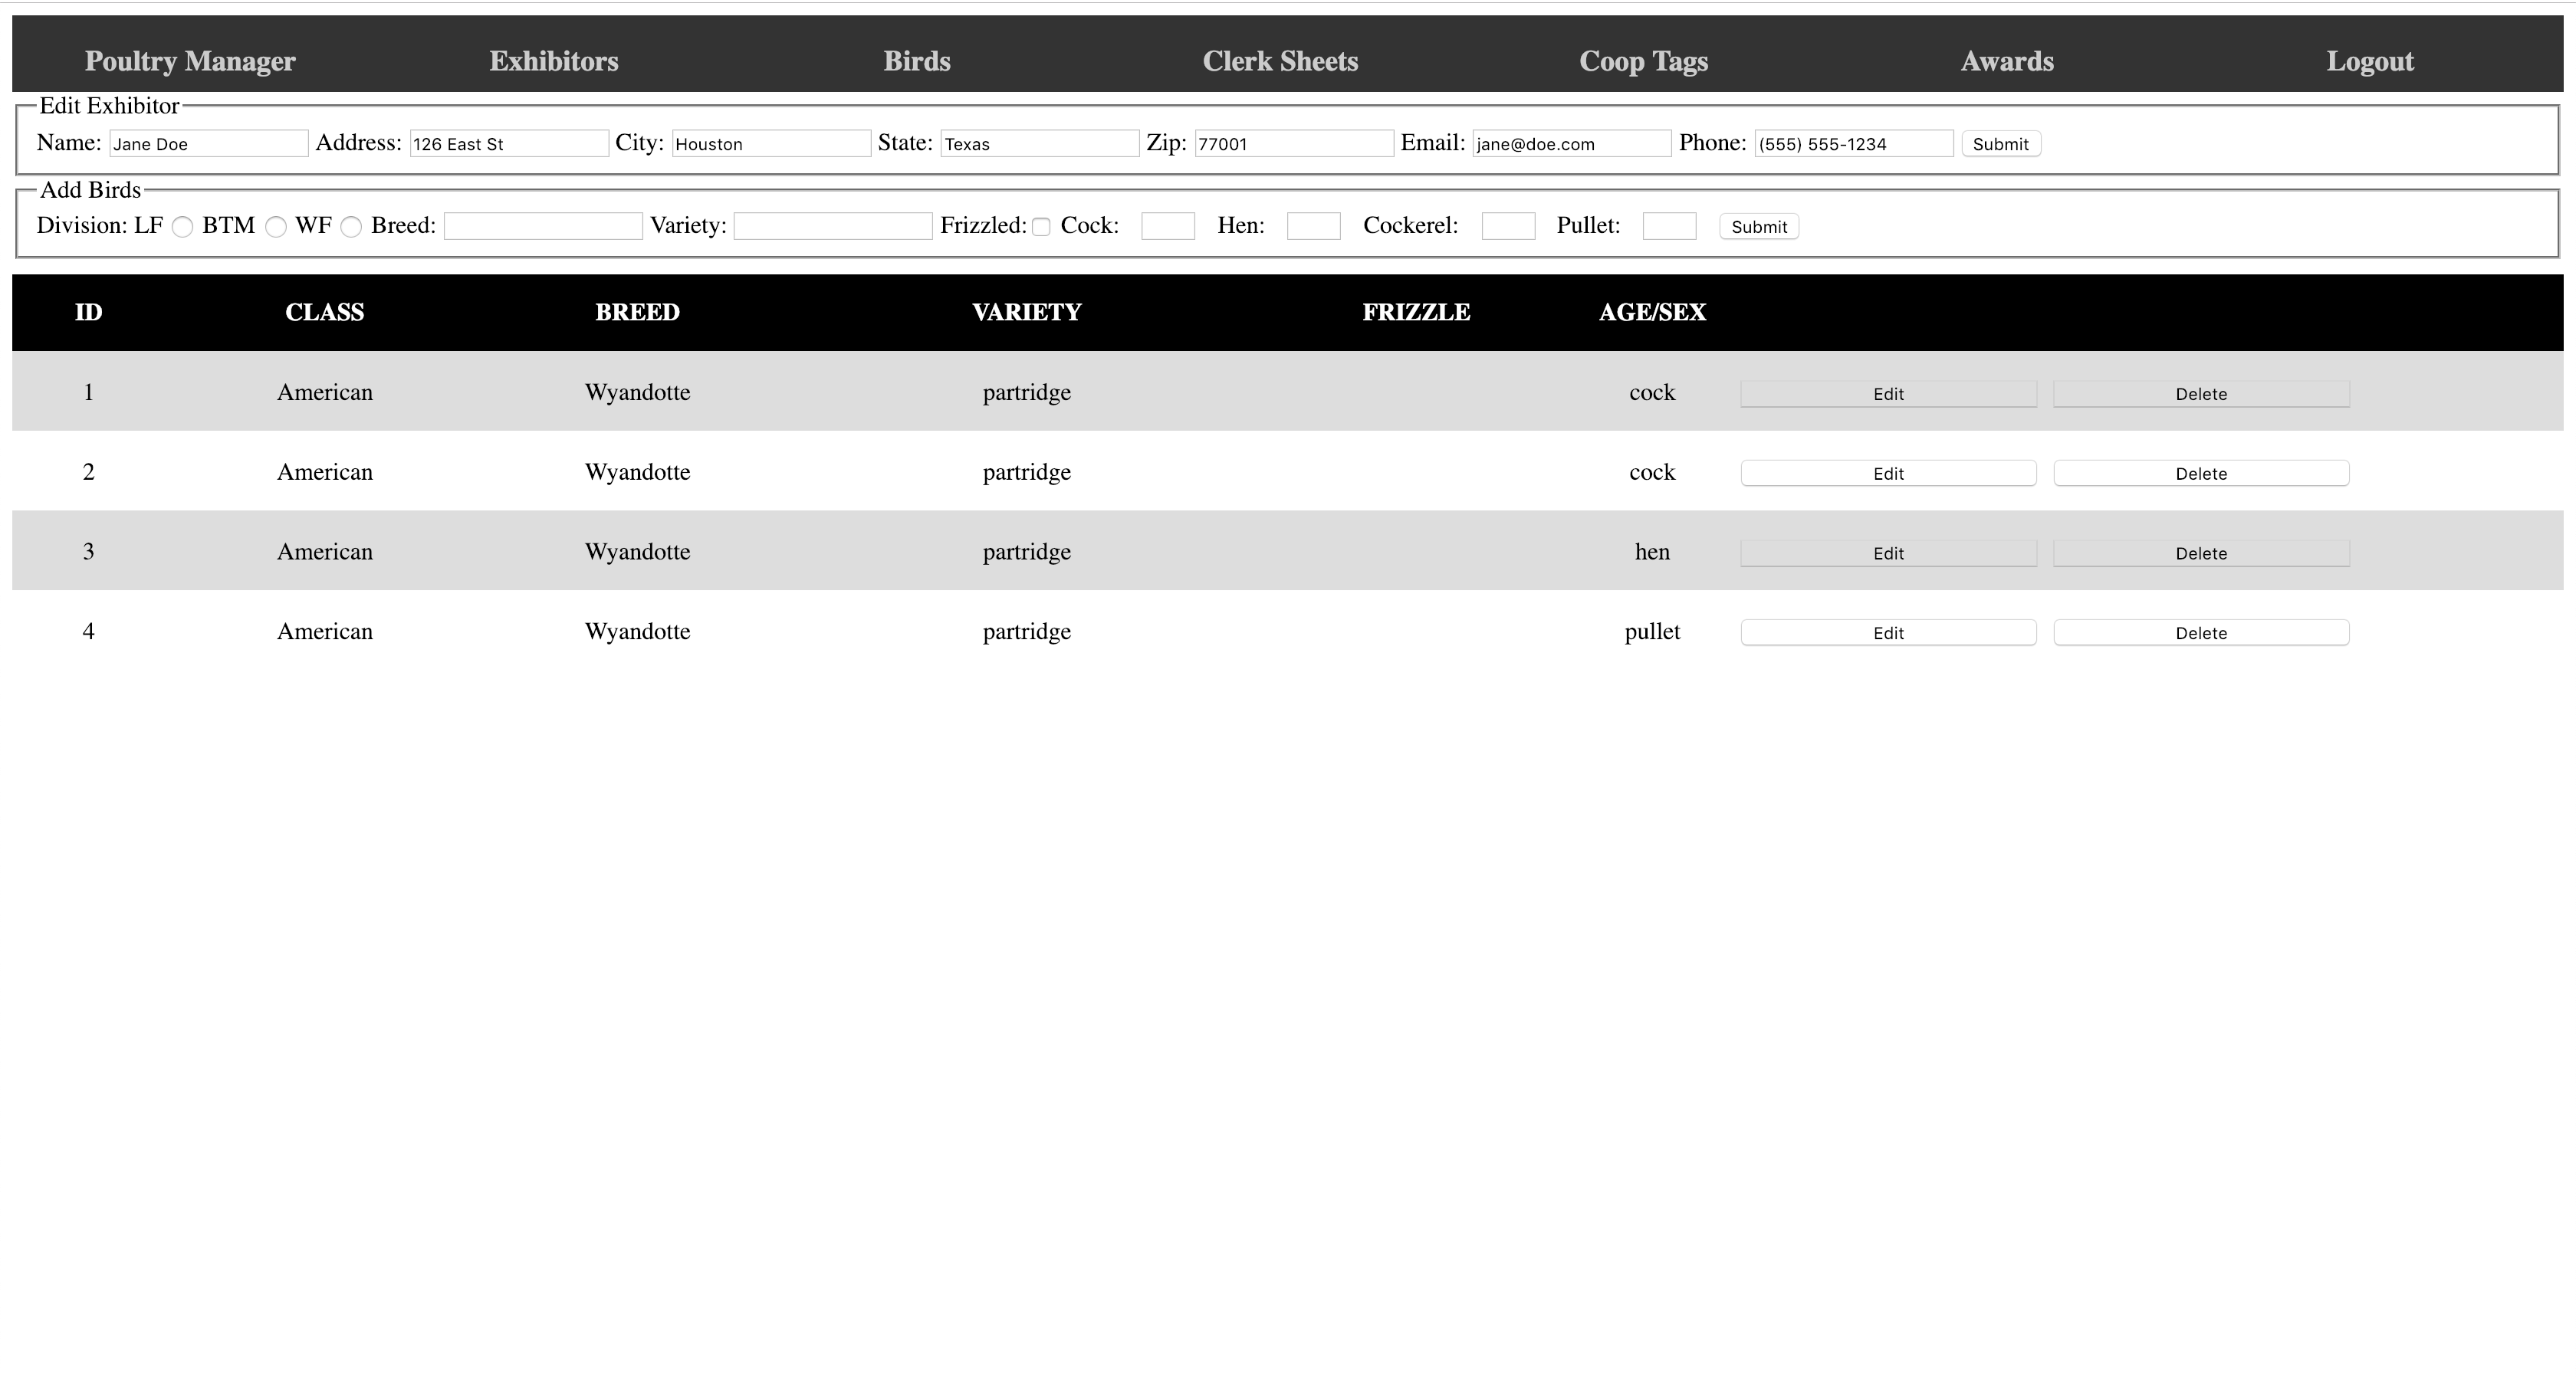 Poultry Manager Exhibitors Birds Clerk Sheets Coop Tags Awards Logout
Edit Exhibitor
Name: Jane Doe Address: 126 East St City: Houston State: Texas Zip: 77001 Email: jane@doe.com Phone: (555) 555-1234 Submit
Add Birds
Division: LF BTM WF Breed: Variety: Frizzled: Cock: Hen: Cockerel: Pullet: Submit
ID CLASS BREED VARIETY FRIZZLE AGE/SEX
1 American Wyandotte partridge cock Edit Delete
2 American Wyandotte partridge cock Edit Delete
3 American Wyandotte partridge hen Edit Delete
4 American Wyandotte partridge pullet Edit Delete